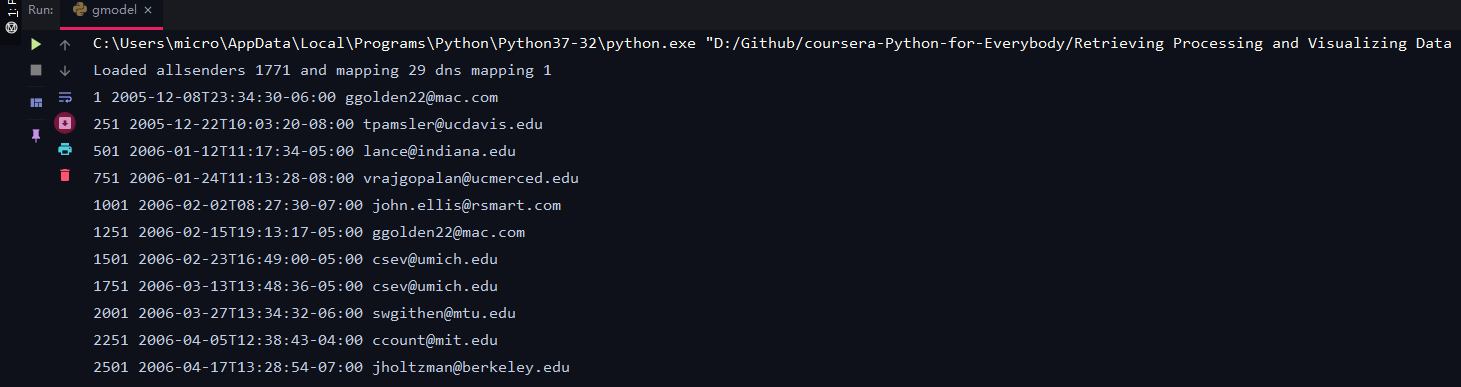 Run: gmodel ×
C:\Users\micro\AppData\Local\Programs\Python\Python37-32\python.exe "D:/Github/coursera-Python-for-Everybody/Retrieving Processing and Visualizing Data
Loaded allsenders 1771 and mapping 29 dns mapping 1
1 2005-12-08T23:34:30-06:00 ggolden22@mac.com
251 2005-12-22T10:03:20-08:00 tpamsler@ucdavis.edu
501 2006-01-12T11:17:34-05:00 lance@indiana.edu
751 2006-01-24T11:13:28-08:00 vrajgopalan@ucmerced.edu
1001 2006-02-02T08:27:30-07:00 john.ellis@rsmart.com
1251 2006-02-15T19:13:17-05:00 ggolden22@mac.com
1501 2006-02-23T16:49:00-05:00 csev@umich.edu
1751 2006-03-13T13:48:36-05:00 csev@umich.edu
2001 2006-03-27T13:34:32-06:00 swgithen@mtu.edu
2251 2006-04-05T12:38:43-04:00 ccount@mit.edu
2501 2006-04-17T13:28:54-07:00 jholtzman@berkeley.edu